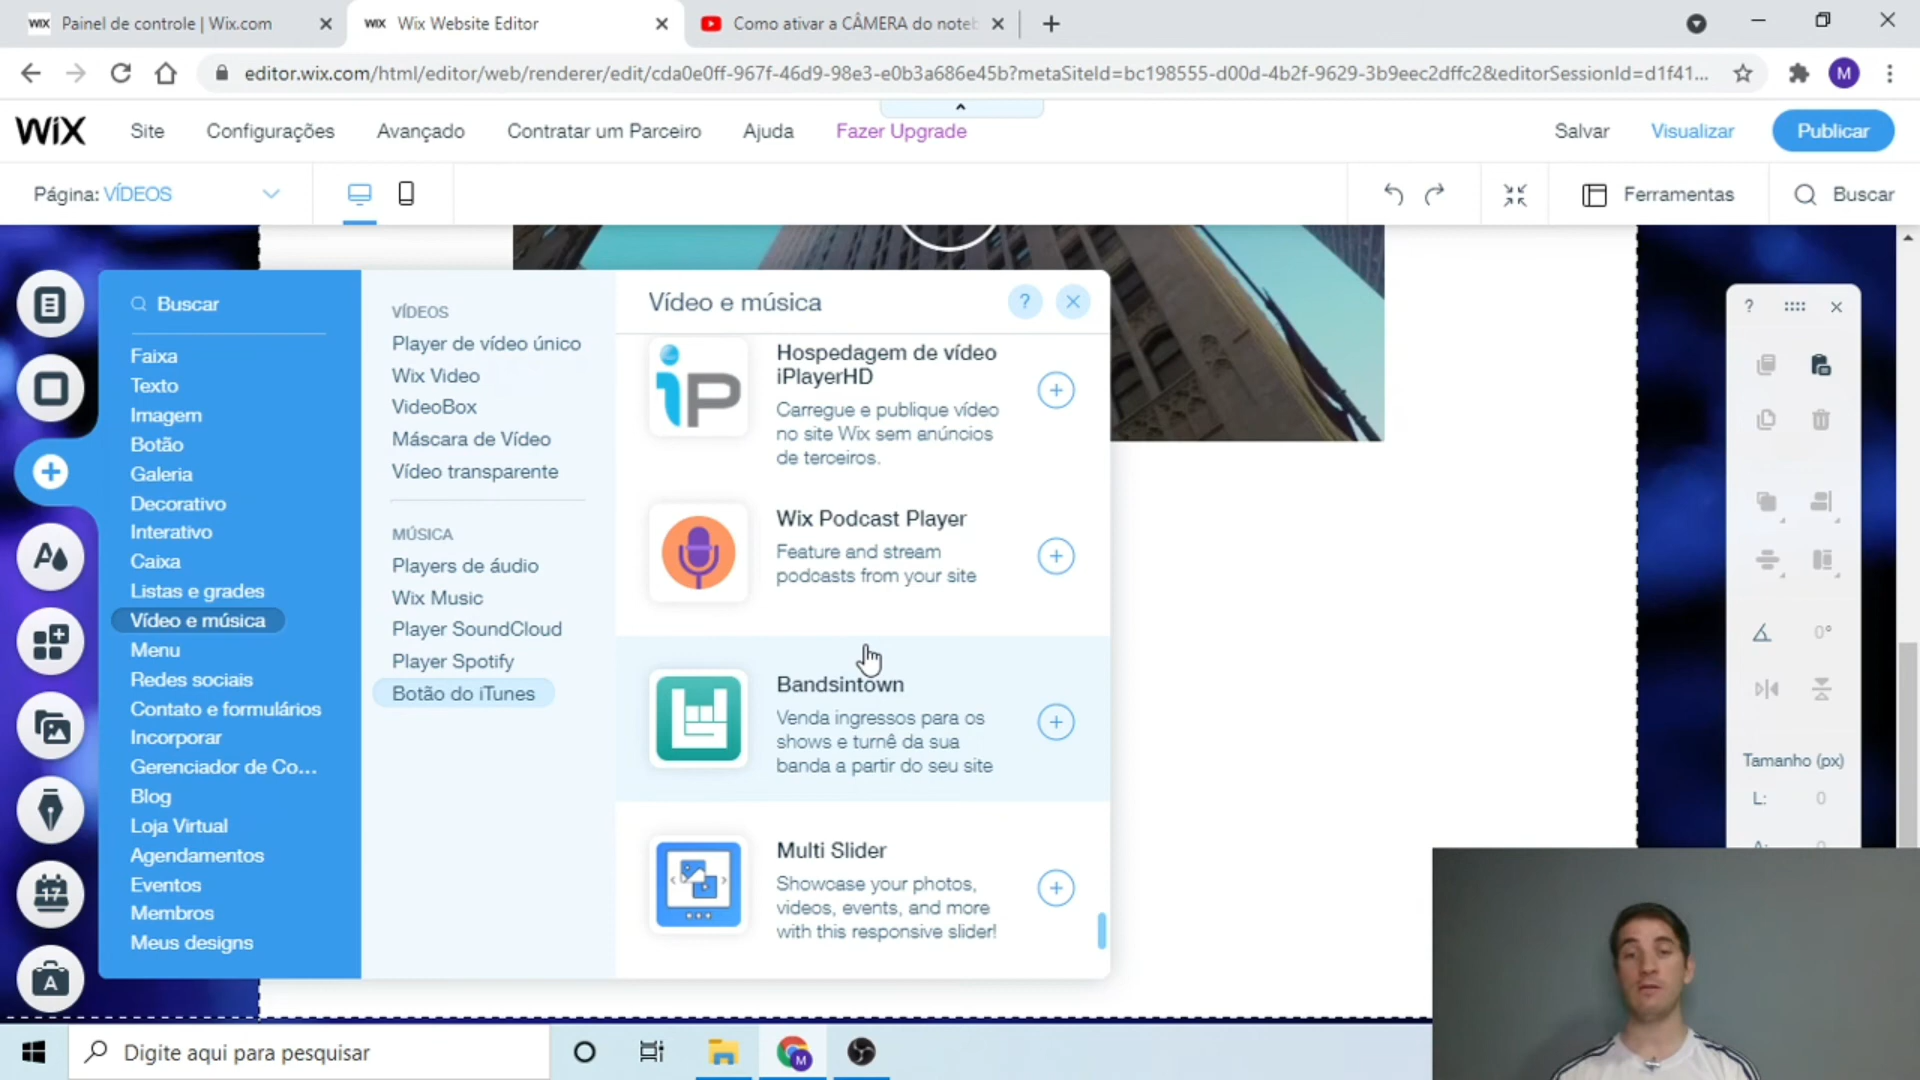 WiX Painel de controle | Wix.com
WiX Wix Website Editor
Como ativar a CÂMERA do noteb
editor.wix.com/html/editor/web/renderer/edit/cda0e0ff-967f-46d9-98e3-e0b3a686e45b?metaSiteId=bc198555-d00d-4b2f-9629-3b9eec2dffc2&editorSessionId=d1f41...
M
WiX Site Configurações Avançado Contratar um Parceiro Ajuda Fazer Upgrade Salvar Visualizar Publicar
Página: VÍDEOS Ferramentas Buscar
Buscar
Faixa
Texto
Imagem
Botão
Galeria
Decorativo
Interativo
Caixa
Listas e grades
Vídeo e música
Menu
Redes sociais
Contato e formulários
Incorporar
Gerenciador de Co...
Blog
Loja Virtual
Agendamentos
Eventos
Membros
Meus designs
17
A
A
VÍDEOS
Player de vídeo único
Wix Video
VideoBox
Máscara de Vídeo
Vídeo transparente
MÚSICA
Players de áudio
Wix Music
Player SoundCloud
Player Spotify
Botão do iTunes
Vídeo e música
?
iP
Hospedagem de vídeo
iPlayerHD
Carregue e publique vídeo
no site Wix sem anúncios
de terceiros.
Wix Podcast Player
Feature and stream
podcasts from your site
Bandsintown
Venda ingressos para os
shows e turnê da sua
banda a partir do seu site
Multi Slider
Showcase your photos,
videos, events, and more
with this responsive slider!
?
0°
Tamanho (px)
L: 0
Digite aqui para pesquisar
M